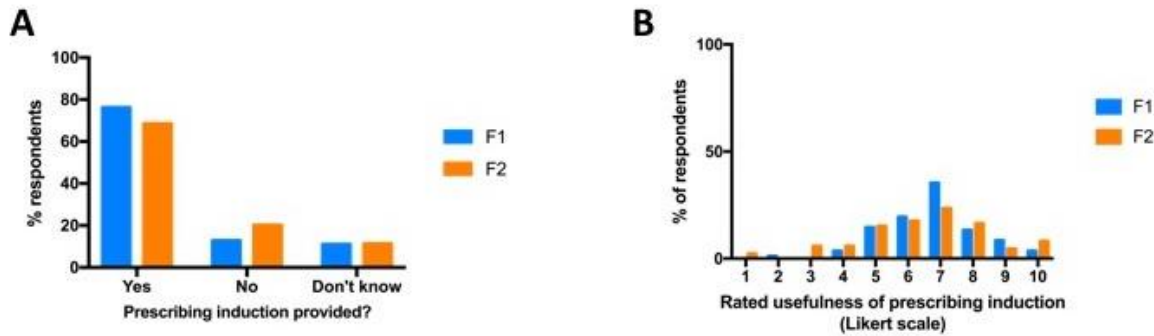 A
100
80
60
40
20
0
% respondents
Yes No Don't know
Prescribing induction provided?
F1
F2
B
100
50
0
% of respondents
1 2 3 4 5 6 7 8 9 10
Rated usefulness of prescribing induction
(Likert scale)
F1
F2